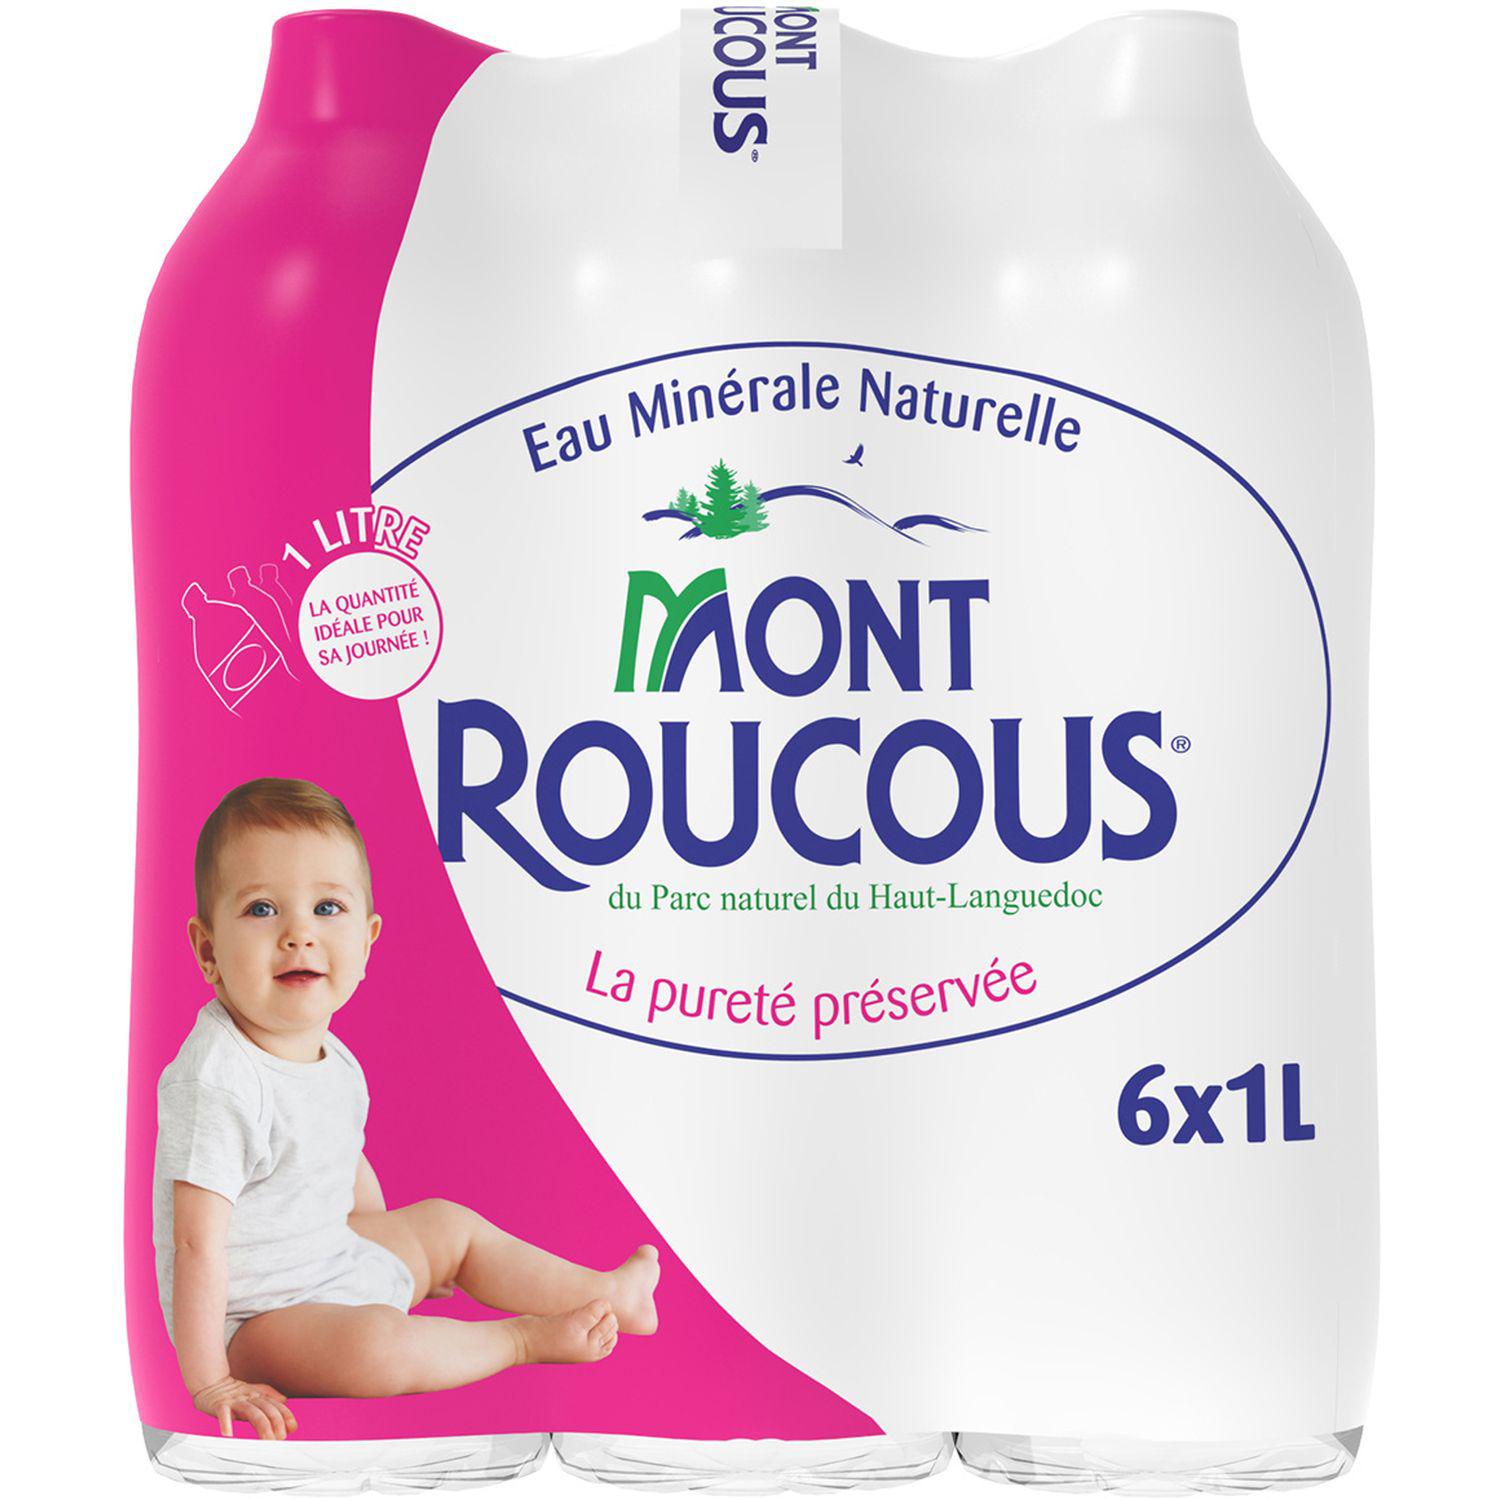 MONT
UCOUS®
Eau Minérale Naturelle
1 LITRE
LA QUANTITÉ
IDÉALE POUR
SA JOURNÉE !
MONT
ROUCOUS®
du Parc naturel du Haut-Languedoc
La pureté préservée
6x1L